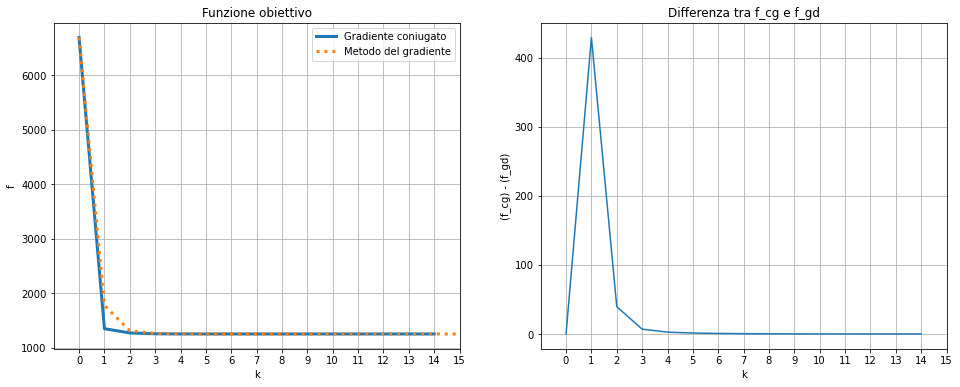 Funzione obiettivo
Gradiente coniugato
Metodo del gradiente
6000
5000
4000
3000
2000
1000
f
0 1 2 3 4 5 6 7 8 9 10 11 12 13 14 15
k
Differenza tra f_cg e f_gd
400
300
200
100
0
(f_cg) - (f_gd)
0 1 2 3 4 5 6 7 8 9 10 11 12 13 14 15
k